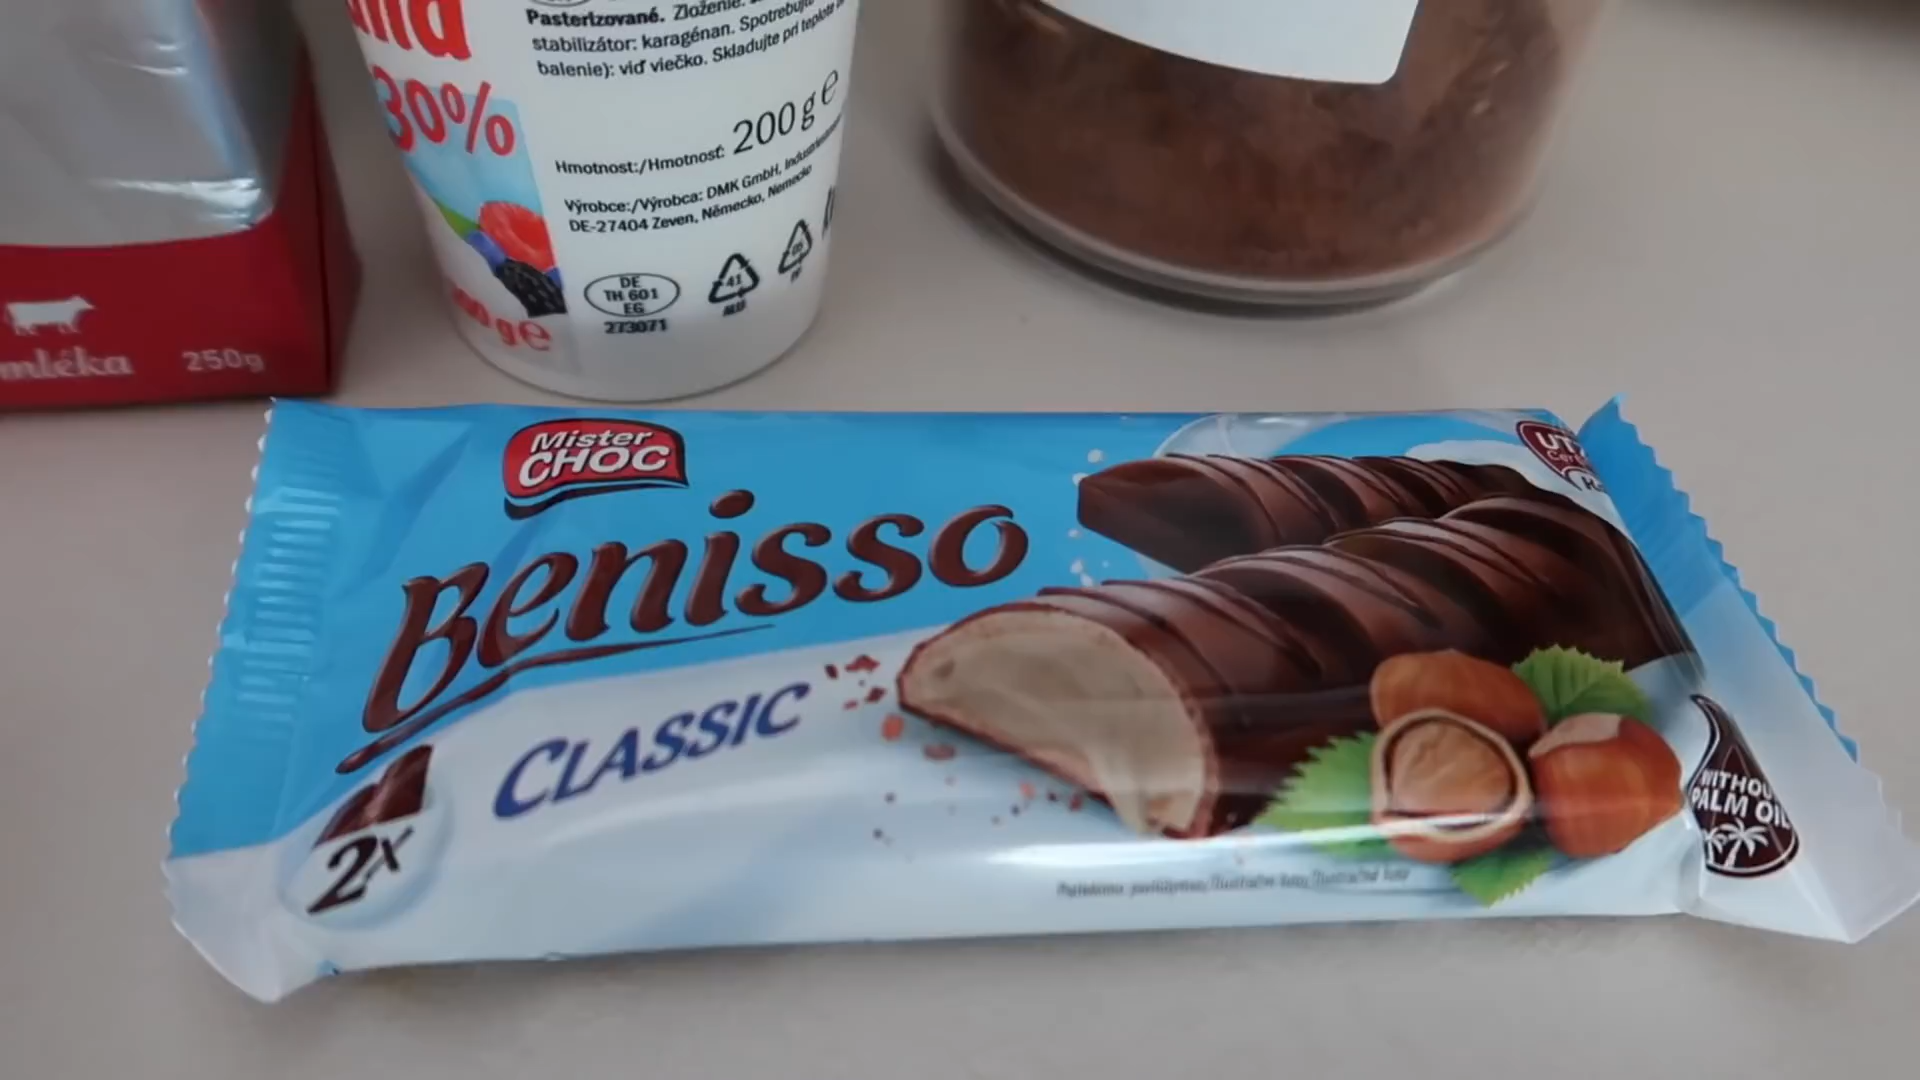 30%
Pasterizované. Zloženie:
stabilizátor: karagénan. Spotrebujte
balenie): viď viečko. Skladujte pri teplote
Hmotnost:/Hmotnosť: 200 g e
Výrobce:/Výrobca: DMK GmbH,
DE-27404 Zeven, Německo, Nemecko
DE
TH 601
EG
273071
41
ALU
g e
mléka 250g
Mister
CHOC
Benisso
CLASSIC
2x
WITHOUT
PALM OIL